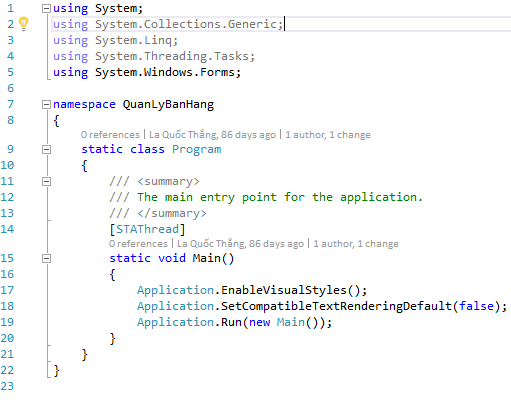 1 using System;
2 using System.Collections.Generic;
3 using System.Linq;
4 using System.Threading.Tasks;
5 using System.Windows.Forms;
6
7 namespace QuanLyBanHang
8 {
0 references | La Quốc Thắng, 86 days ago | 1 author, 1 change
9 static class Program
10 {
11 /// <summary>
12 /// The main entry point for the application.
13 /// </summary>
14 [STAThread]
0 references | La Quốc Thắng, 86 days ago | 1 author, 1 change
15 static void Main()
16 {
17 Application.EnableVisualStyles();
18 Application.SetCompatibleTextRenderingDefault(false);
19 Application.Run(new Main());
20 }
21 }
22 }
23